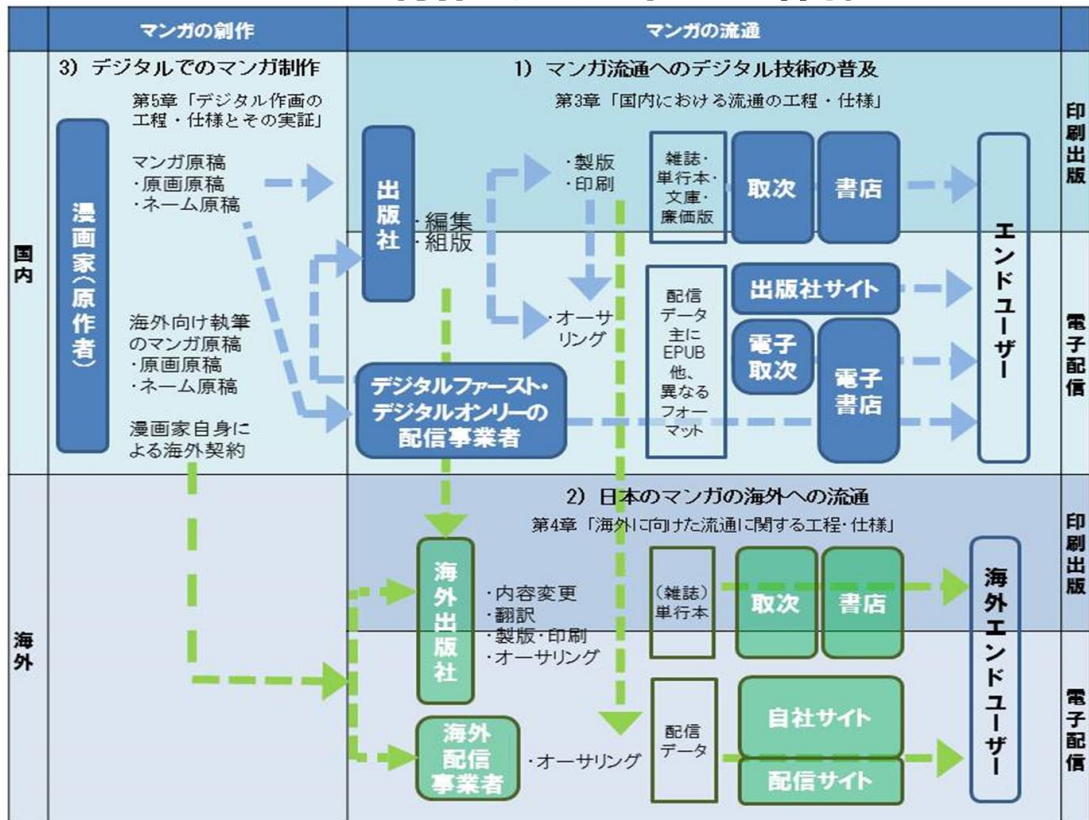 マンガの創作
マンガの流通
3）デジタルでのマンガ制作
第5章「デジタル作画の
工程・仕様とその実証」
マンガ原稿
・原画原稿
・ネーム原稿
漫画家（原作者）
海外向け執筆
のマンガ原稿
・原画原稿
・ネーム原稿
漫画家自身に
よる海外契約
国内
1）マンガ流通へのデジタル技術の普及
第3章「国内における流通の工程・仕様」
出版社
・編集
・組版
・製版
・印刷
・オーサ
リング
雑誌・
単行本・
文庫・
廉価版
取次
書店
印刷出版
配信
データ
主に
EPUB
他、
異なる
フォー
マット
出版社サイト
電子
取次
電子
書店
エンドユーザー
電子配信
デジタルファースト・
デジタルオンリーの
配信事業者
海外
2）日本のマンガの海外への流通
第4章「海外に向けた流通に関する工程・仕様」
海外出版社
・内容変更
・翻訳
・製版・印刷
・オーサリング
（雑誌）
単行本
取次
書店
海外エンドユーザー
印刷出版
海外
配信
事業者
・オーサリング
配信
データ
自社サイト
配信サイト
電子配信